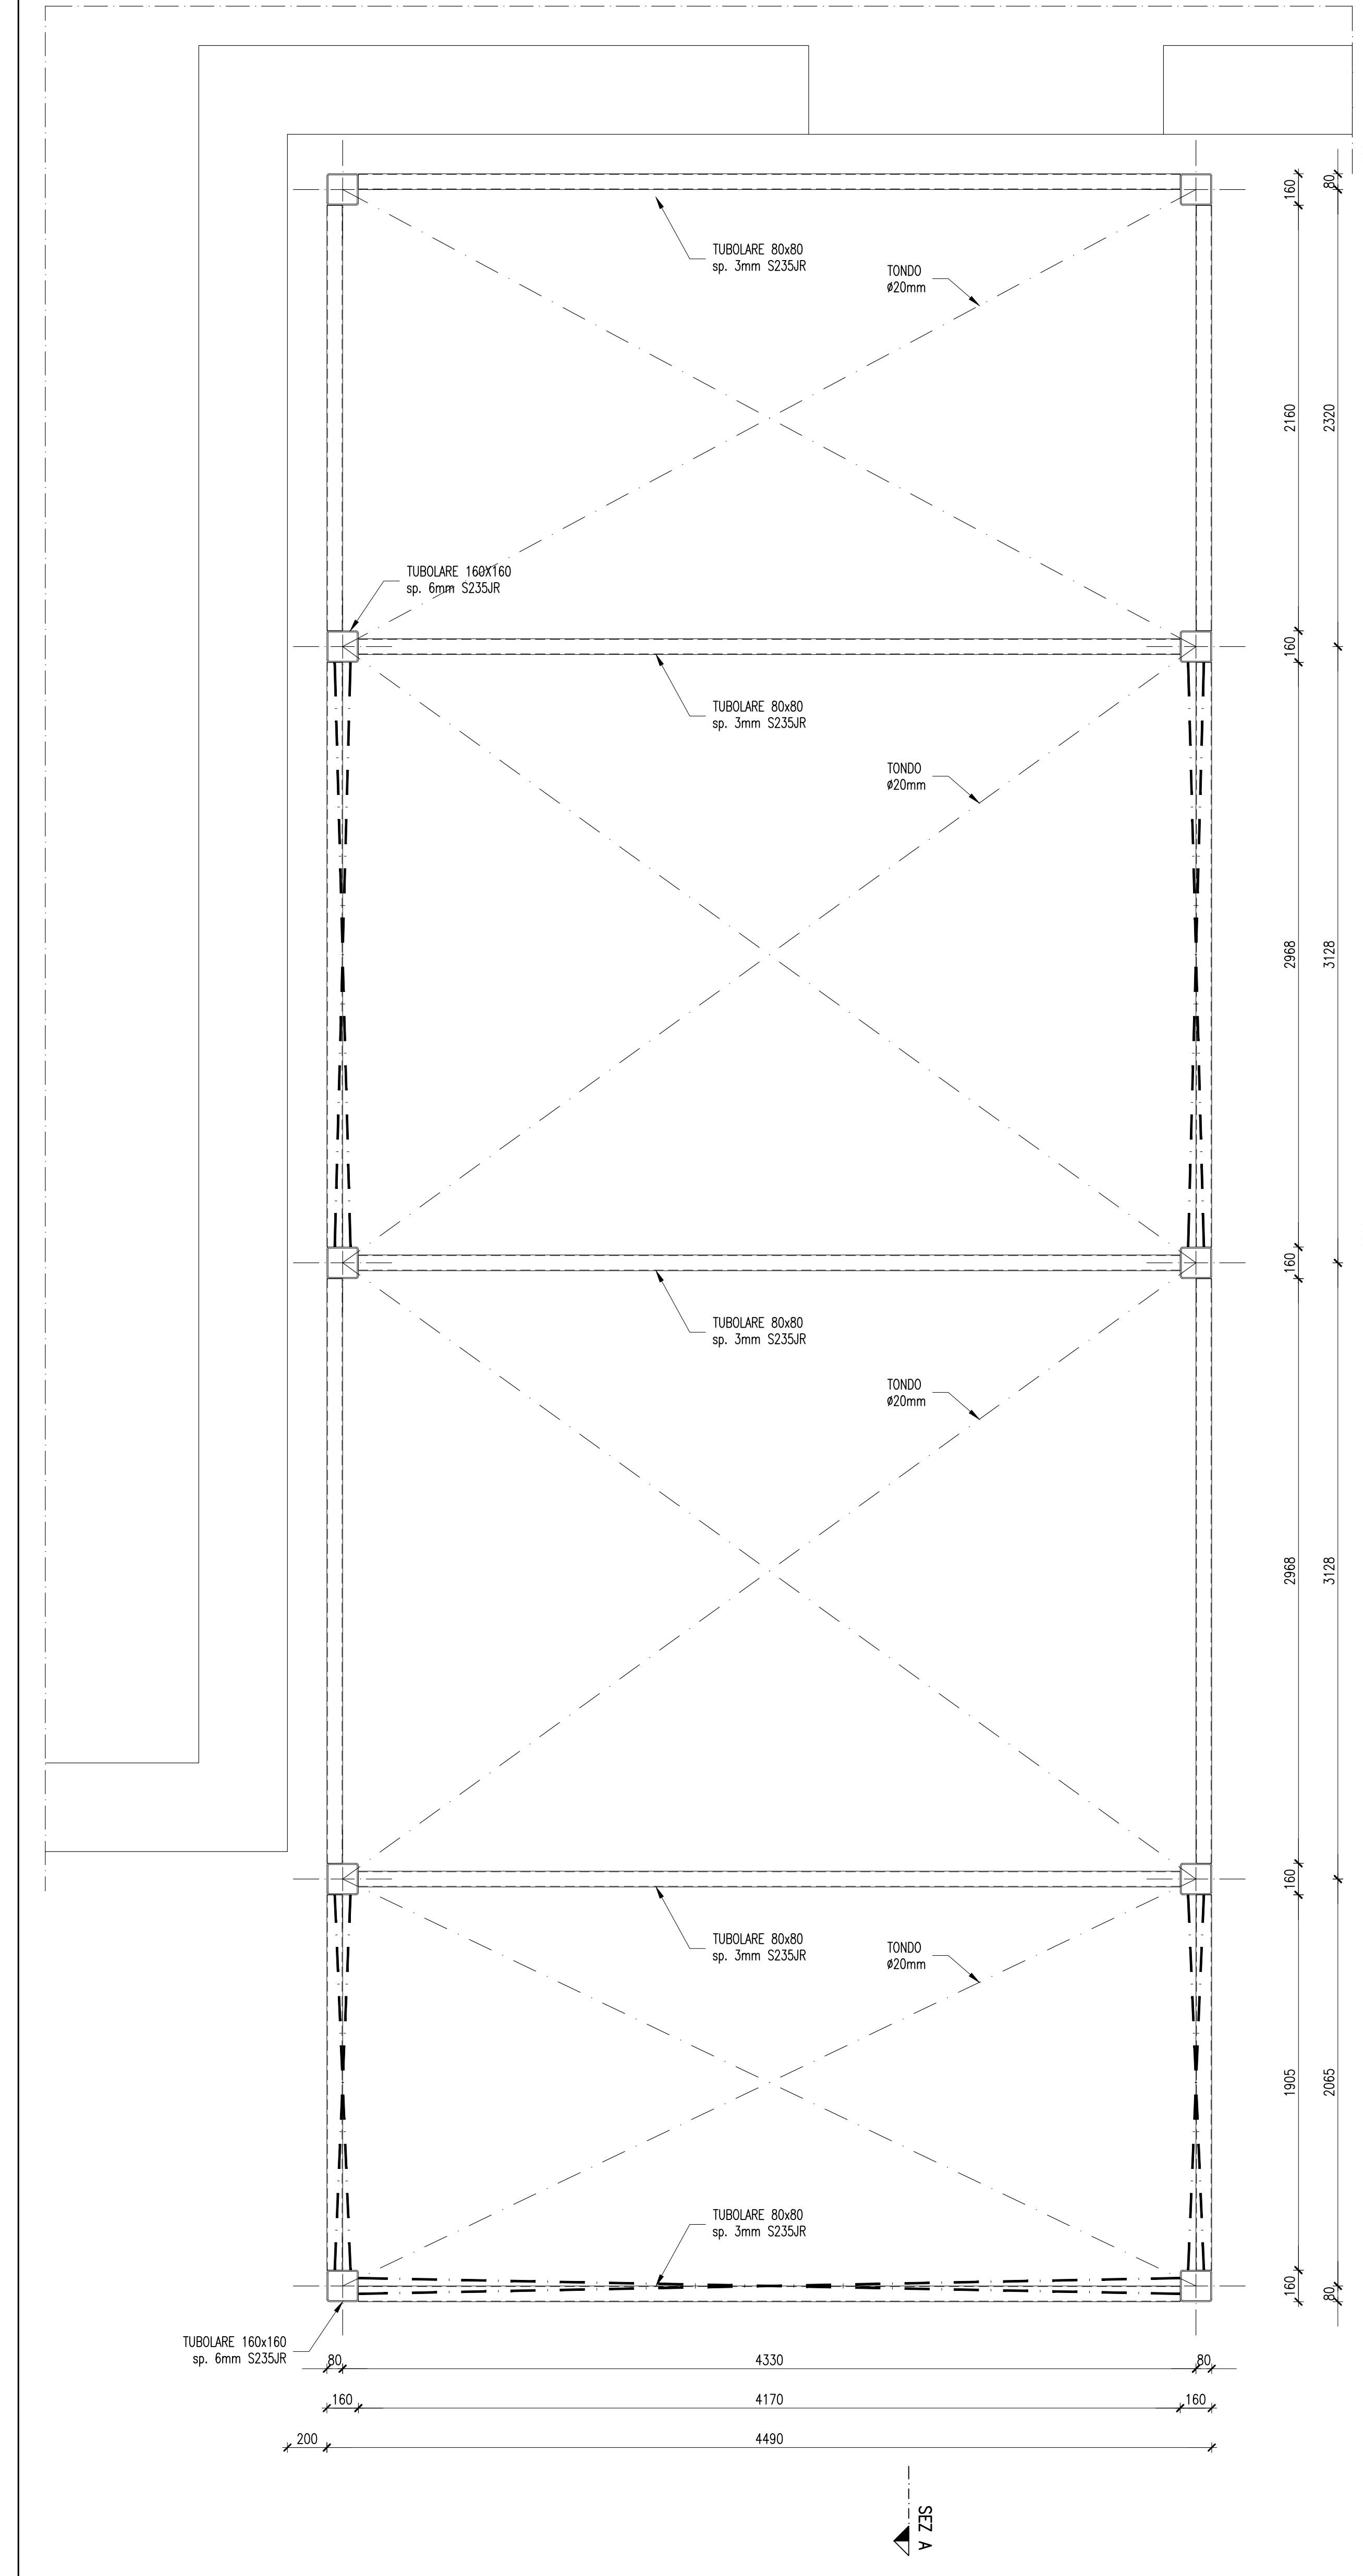 160
80
TUBOLARE 80x80
sp. 3mm S235JR
TONDO
ø20mm
2160
2320
TUBOLARE 160X160
sp. 6mm S235JR
160
TUBOLARE 80x80
sp. 3mm S235JR
TONDO
ø20mm
2968
3128
160
TUBOLARE 80x80
sp. 3mm S235JR
TONDO
ø20mm
2968
3128
160
TUBOLARE 80x80
sp. 3mm S235JR
TONDO
ø20mm
1905
2065
TUBOLARE 80x80
sp. 3mm S235JR
160
80
TUBOLARE 160x160
sp. 6mm S235JR
80
4330
80
160
4170
160
200
4490
SEZ A